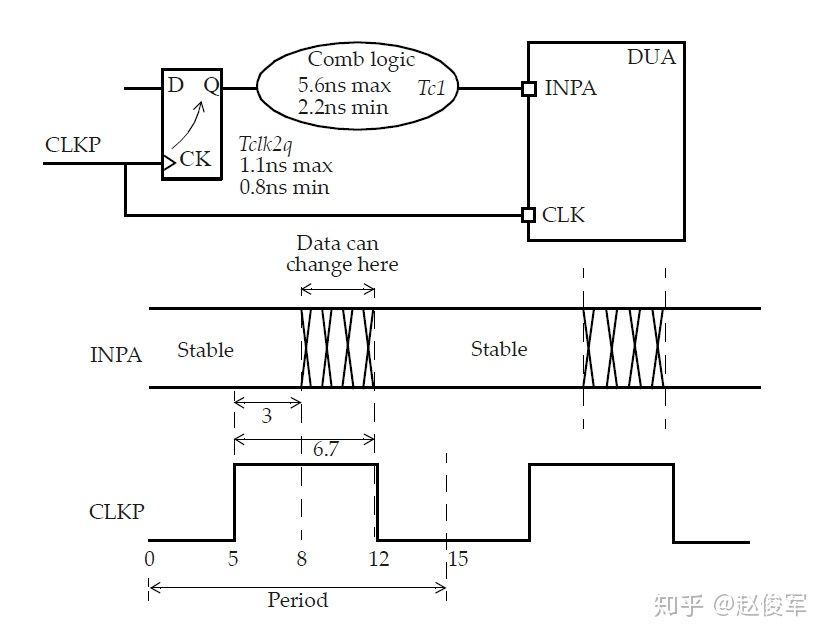 Comb logic
5.6ns max
2.2ns min
Tc1
DUA
D Q
INPA
CLKP
CK
Tclk2q
1.1ns max
0.8ns min
CLK
Data can
change here
INPA
Stable
Stable
3
6.7
CLKP
0 5 8 12 15
Period
知乎 @赵俊军